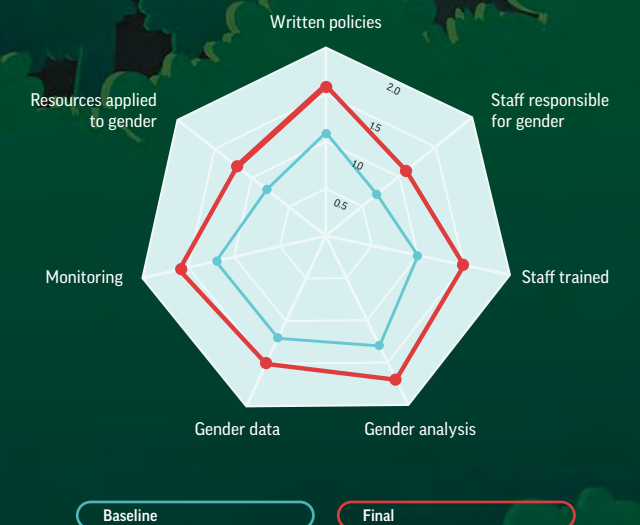 Written policies
2.0
Resources applied
to gender
Staff responsible
for gender
1.5
1.0
0.5
Monitoring
Staff trained
Gender data
Gender analysis
Baseline
Final